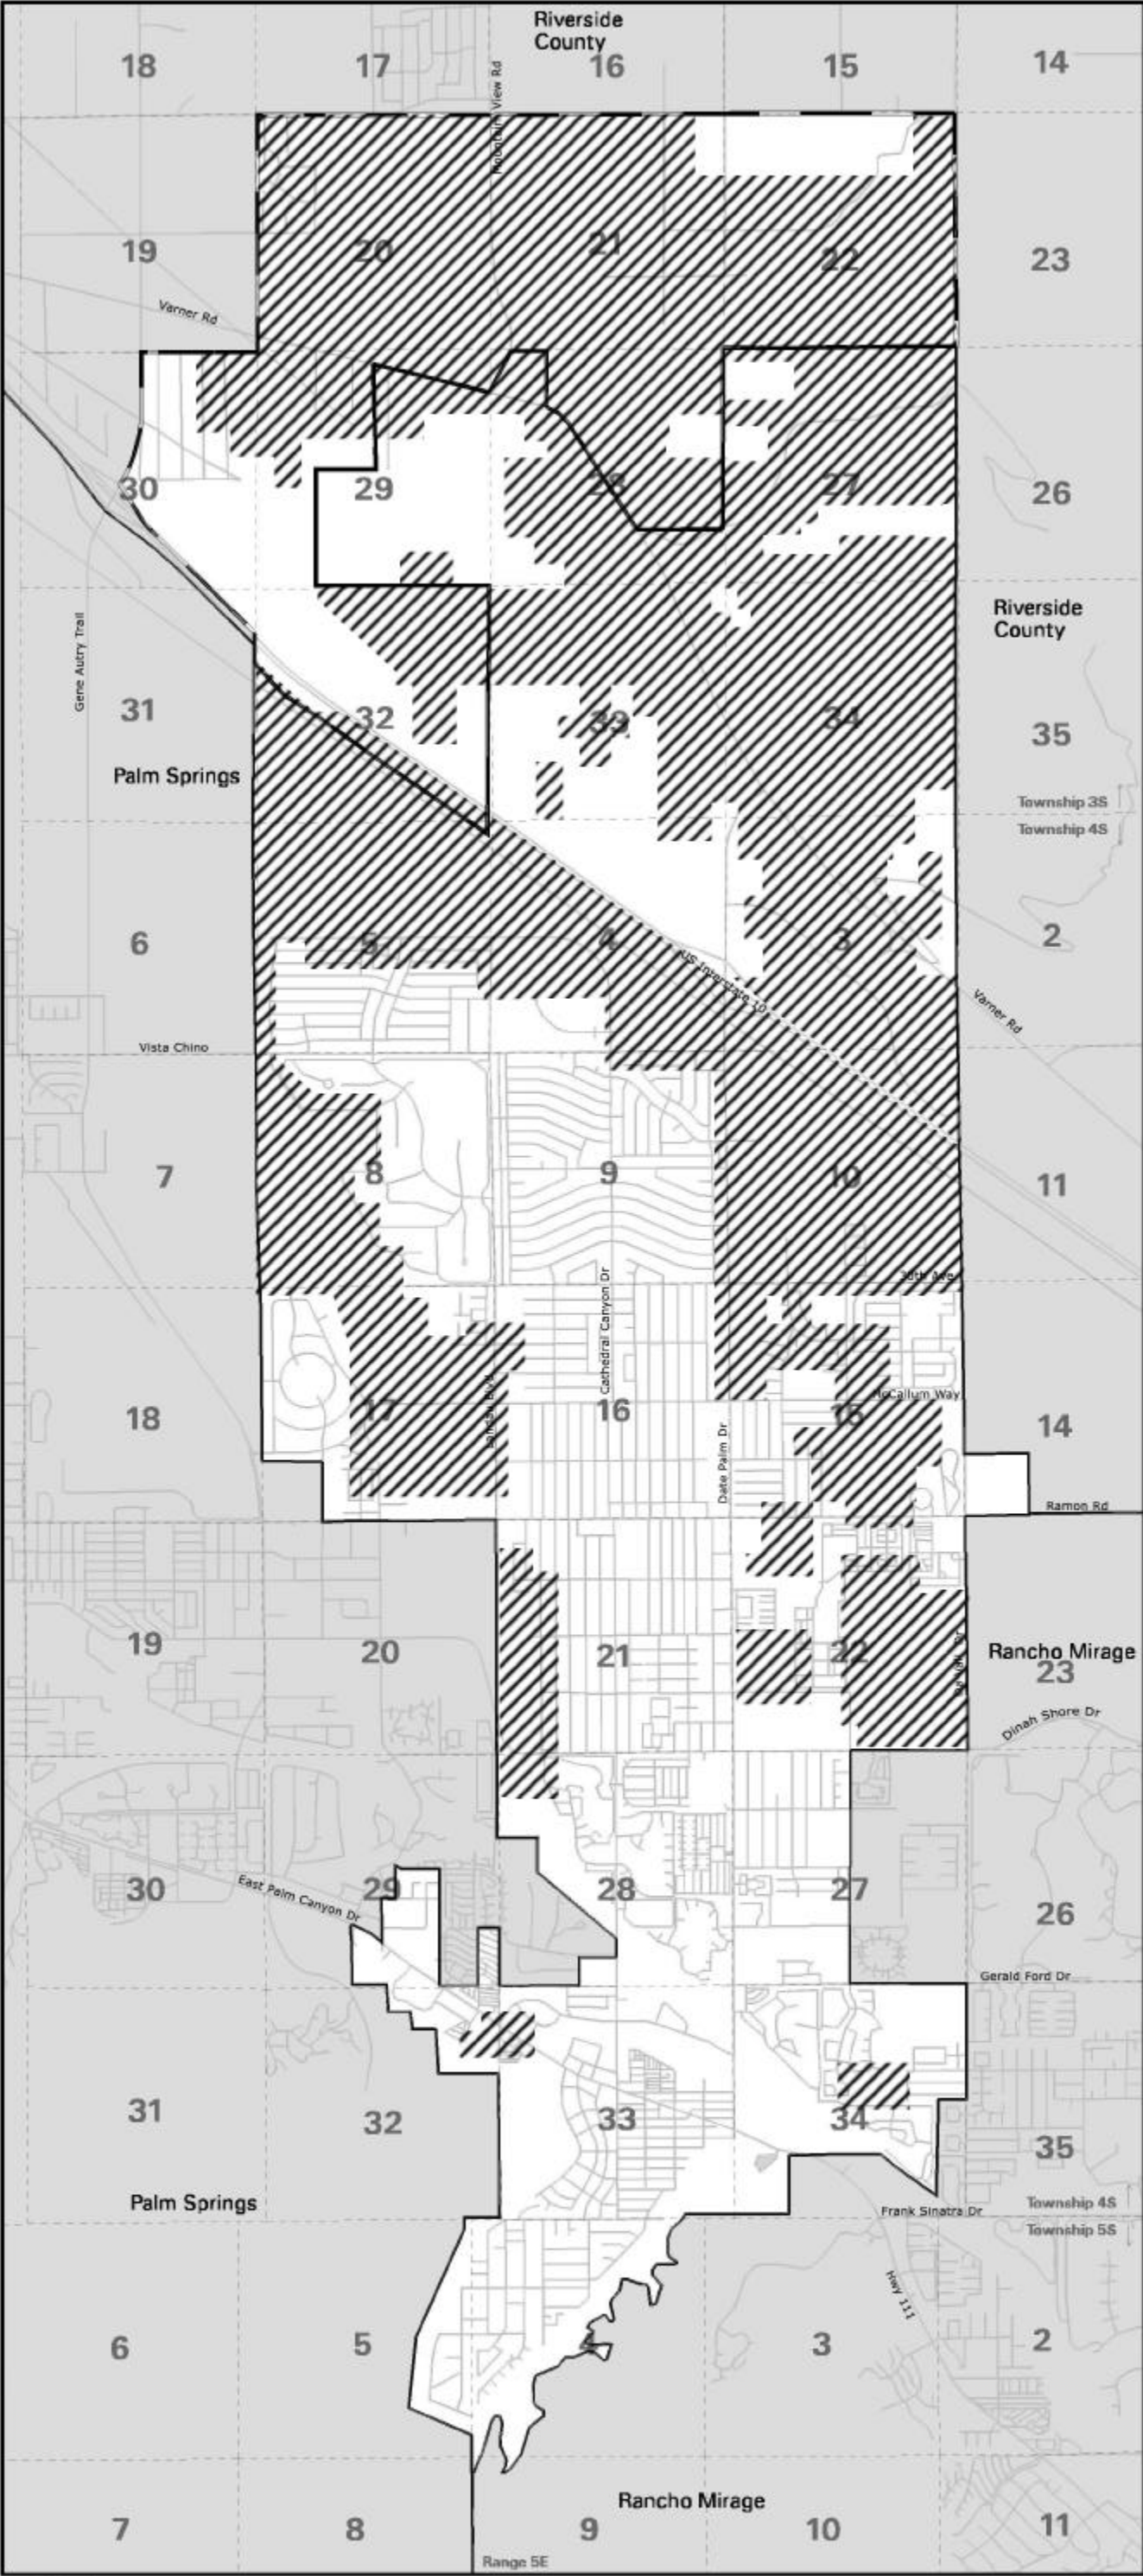 Riverside
County
18
17
16
15
14
Mountain View Rd
19
20
21
22
23
Varner Rd
30
29
28
27
26
Riverside
County
Gene Autry Trail
31
32
33
34
35
Palm Springs
Township 3S
Township 4S
6
5
4
3
2
US Interstate 10
Varner Rd
Vista Chino
7
8
9
10
11
30th Ave
Cathedral Canyon Dr
Landau Blvd
McCallum Way
18
17
16
15
14
Date Palm Dr
Ramon Rd
19
20
21
22
Rancho Mirage
23
Dinah Shore Dr
East Palm Canyon Dr
30
29
28
27
26
Gerald Ford Dr
31
32
33
34
35
Palm Springs
Township 4S
Frank Sinatra Dr
Township 5S
Hwy 111
6
5
4
3
2
Rancho Mirage
7
8
9
10
11
Range 5E